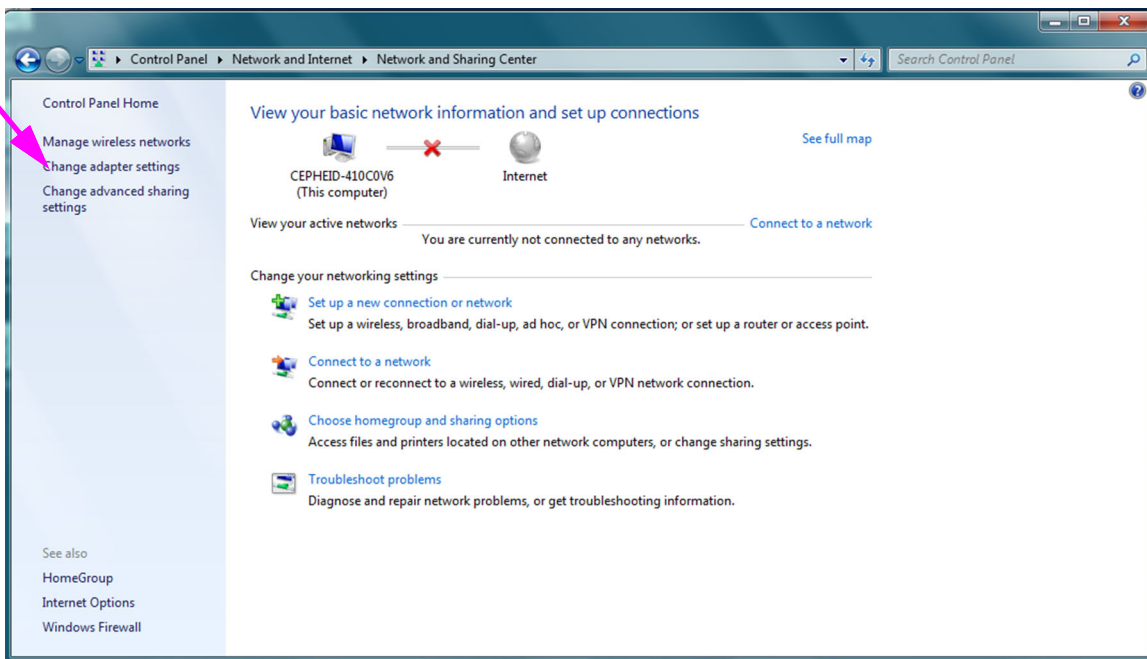 Control Panel Network and Internet Network and Sharing Center
Search Control Panel
Control Panel Home
Manage wireless networks
Change adapter settings
Change advanced sharing
settings
View your basic network information and set up connections
See full map
CEPHEID-410C0V6
(This computer)
Internet
View your active networks
Connect to a network
You are currently not connected to any networks.
Change your networking settings
Set up a new connection or network
Set up a wireless, broadband, dial-up, ad hoc, or VPN connection; or set up a router or access point.
Connect to a network
Connect or reconnect to a wireless, wired, dial-up, or VPN network connection.
Choose homegroup and sharing options
Access files and printers located on other network computers, or change sharing settings.
Troubleshoot problems
Diagnose and repair network problems, or get troubleshooting information.
See also
HomeGroup
Internet Options
Windows Firewall